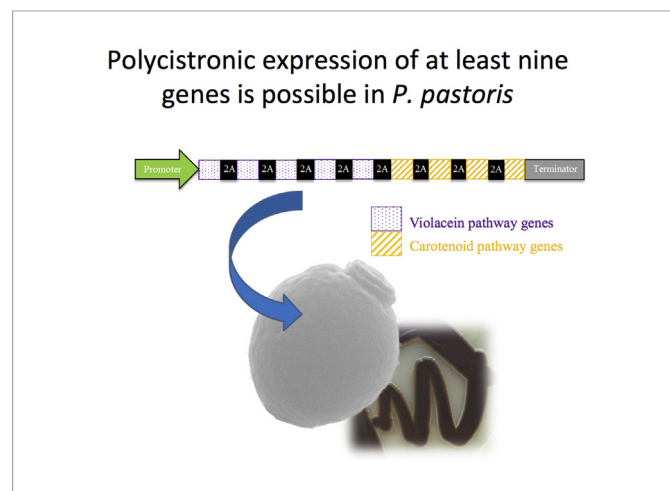 Polycistronic expression of at least nine
genes is possible in P. pastoris
Promoter 2A 2A 2A 2A 2A 2A 2A 2A Terminator
Violacein pathway genes
Carotenoid pathway genes